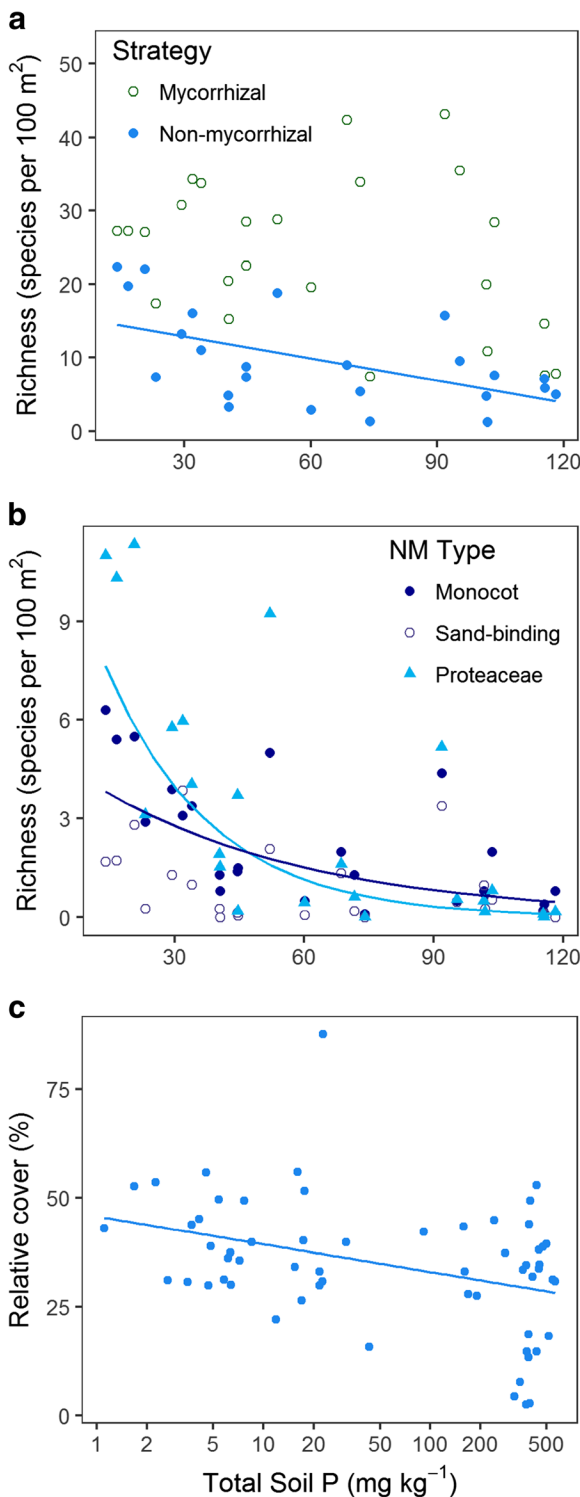 a
Richness (species per 100 m²)
50
40
30
20
10
0
Strategy
Mycorrhizal
Non-mycorrhizal
30 60 90 120
b
Richness (species per 100 m²)
9
6
3
0
NM Type
Monocot
Sand-binding
Proteaceae
30 60 90 120
c
Relative cover (%)
75
50
25
0
1 2 5 10 20 50 100 200 500
Total Soil P (mg kg⁻¹)